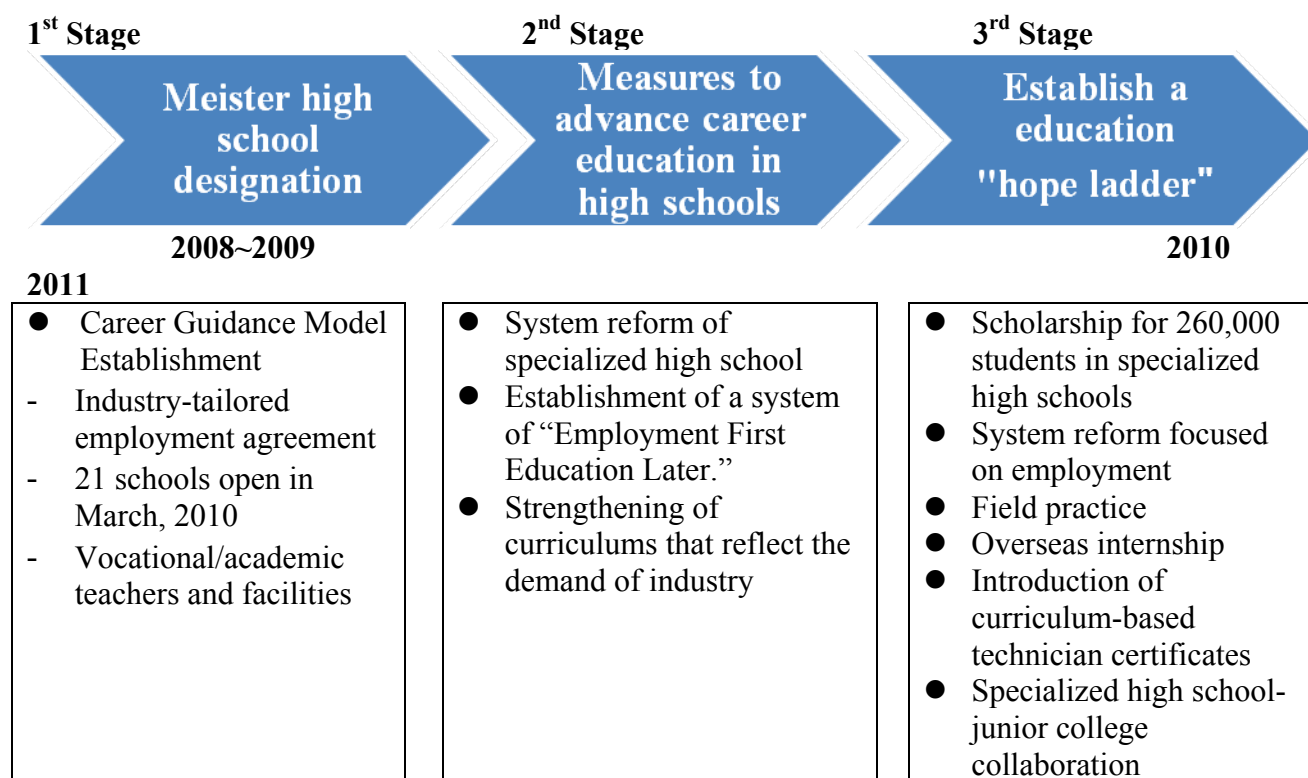 1st Stage
2nd Stage
3rd Stage
Meister high
school
designation
Measures to
advance career
education in
high schools
Establish a
education
"hope ladder"
2008~2009
2010
2011
● Career Guidance Model
Establishment
- Industry-tailored
employment agreement
- 21 schools open in
March, 2010
- Vocational/academic
teachers and facilities
● System reform of
specialized high school
● Establishment of a system
of “Employment First
Education Later.”
● Strengthening of
curriculums that reflect the
demand of industry
● Scholarship for 260,000
students in specialized
high schools
● System reform focused
on employment
● Field practice
● Overseas internship
● Introduction of
curriculum-based
technician certificates
● Specialized high school-
junior college
collaboration